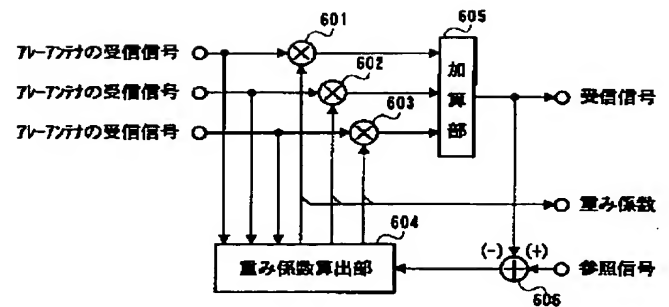 601
605
アレーアンテナの受信信号
602
加算部
アレーアンテナの受信信号
受信信号
603
アレーアンテナの受信信号
604
重み係数
(-)
(+)
重み係数算出部
参照信号
606